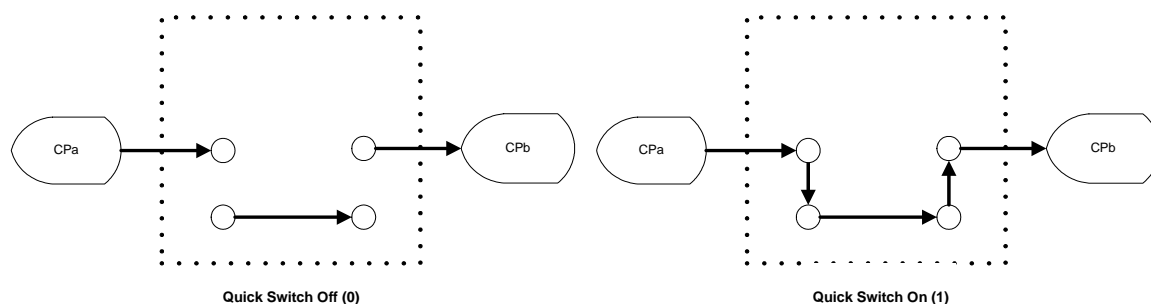 CPa
CPb
CPa
CPb
Quick Switch Off (0)
Quick Switch On (1)